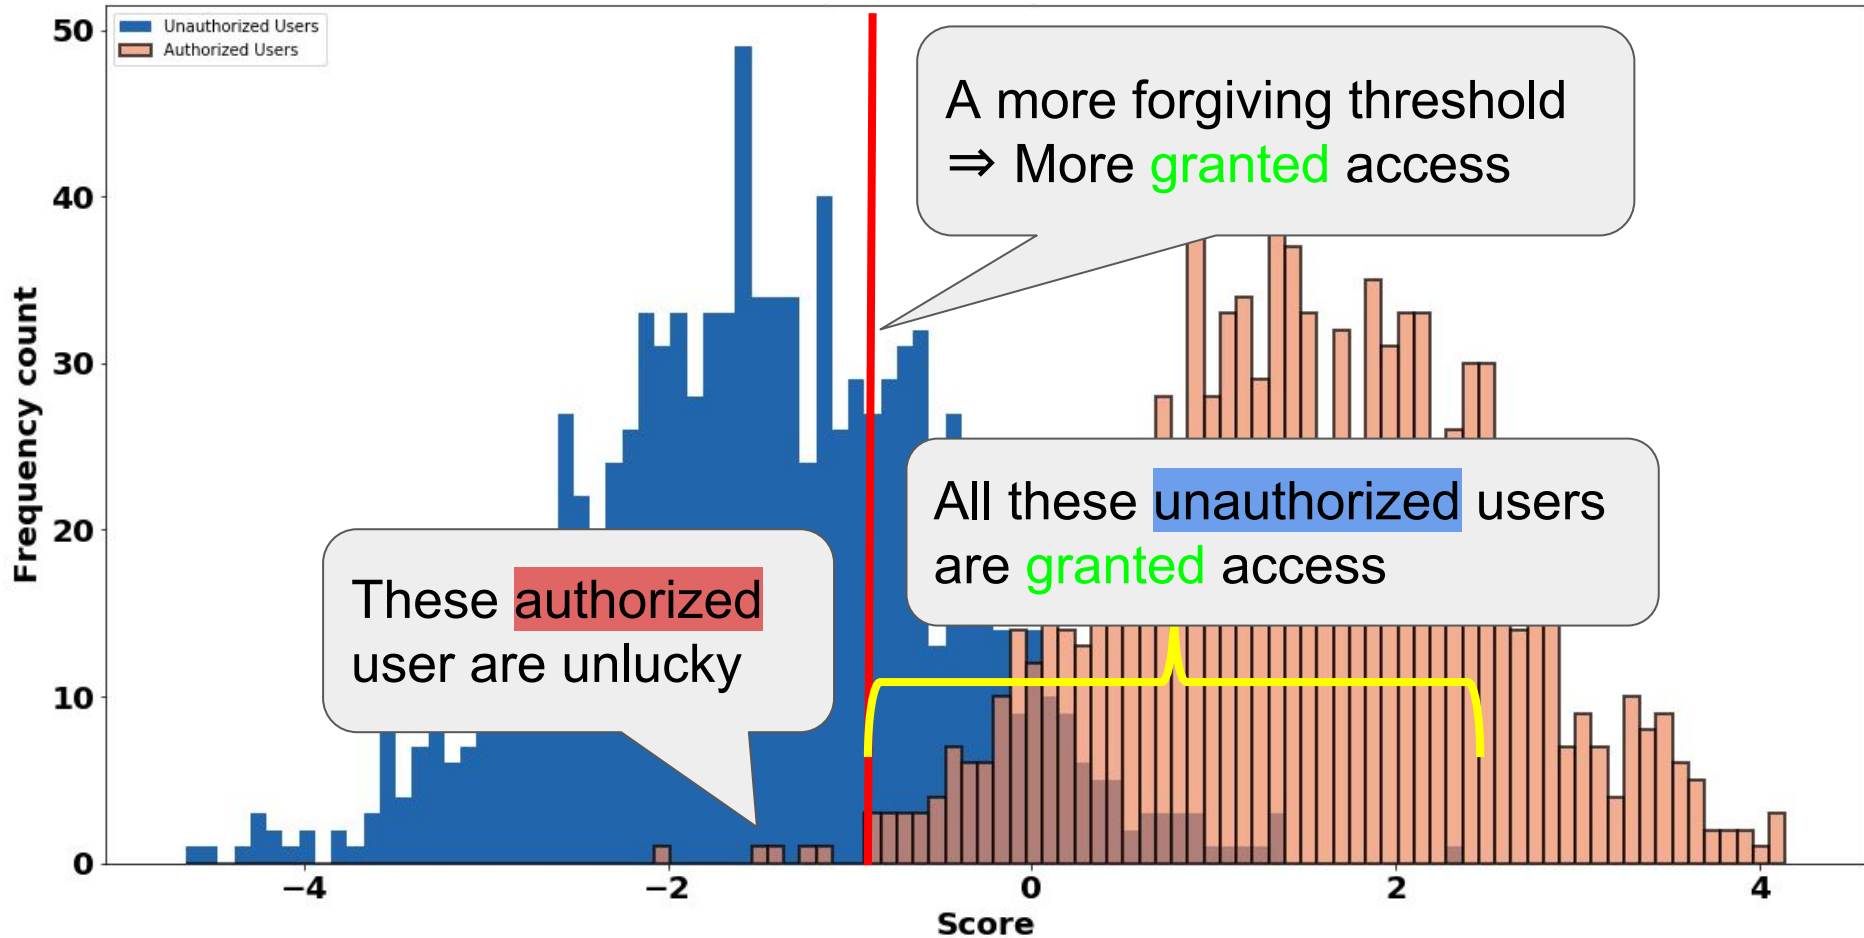 50
40
30
20
10
0
Frequency count
Unauthorized Users
Authorized Users
A more forgiving threshold
⇒ More granted access
All these unauthorized users
are granted access
These authorized
user are unlucky
−4
−2
0
2
4
Score